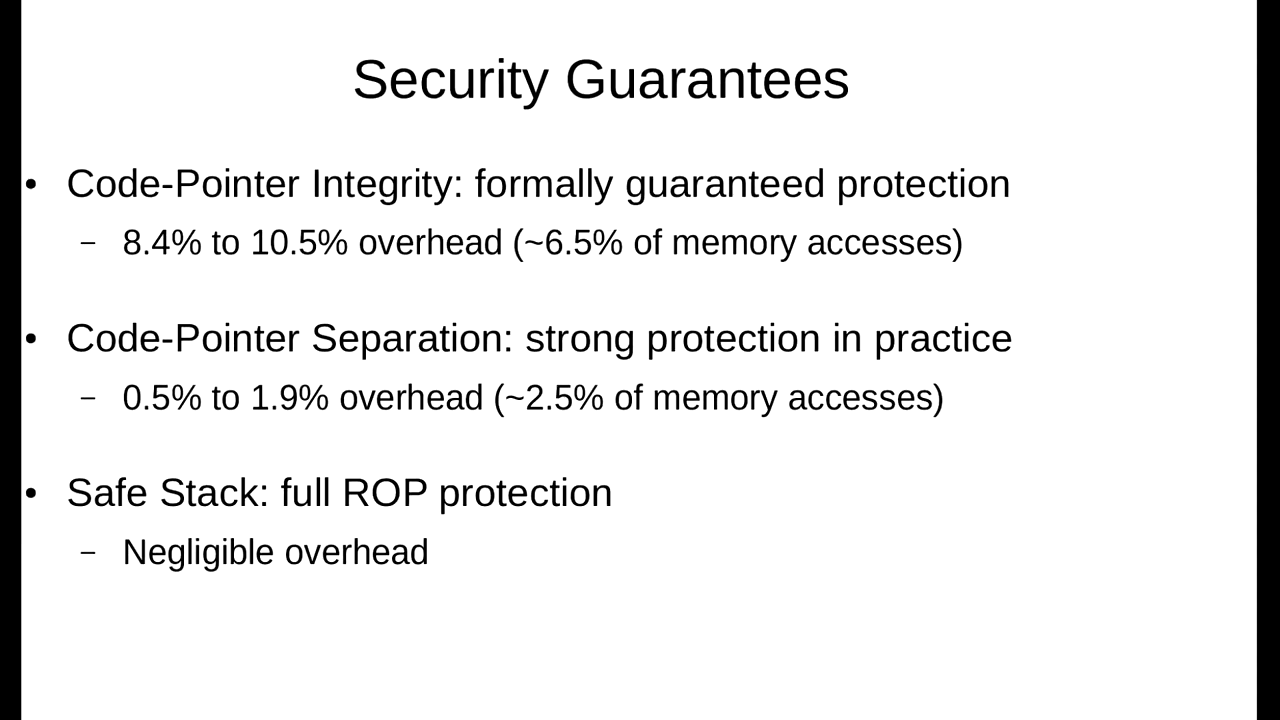 Security Guarantees
• Code-Pointer Integrity: formally guaranteed protection
– 8.4% to 10.5% overhead (~6.5% of memory accesses)
• Code-Pointer Separation: strong protection in practice
– 0.5% to 1.9% overhead (~2.5% of memory accesses)
• Safe Stack: full ROP protection
– Negligible overhead